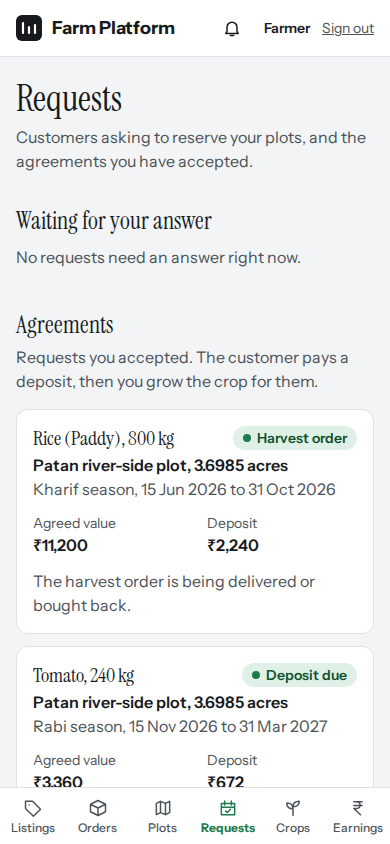 Farm Platform
Farmer
Sign out
Requests
Customers asking to reserve your plots, and the
agreements you have accepted.
Waiting for your answer
No requests need an answer right now.
Agreements
Requests you accepted. The customer pays a
deposit, then you grow the crop for them.
Rice (Paddy), 800 kg
Harvest order
Patan river-side plot, 3.6985 acres
Kharif season, 15 Jun 2026 to 31 Oct 2026
Agreed value
Deposit
₹11,200
₹2,240
The harvest order is being delivered or
bought back.
Tomato, 240 kg
Deposit due
Patan river-side plot, 3.6985 acres
Rabi season, 15 Nov 2026 to 31 Mar 2027
Agreed value
Deposit
₹3,360
₹672
Listings
Orders
Plots
Requests
Crops
Earnings